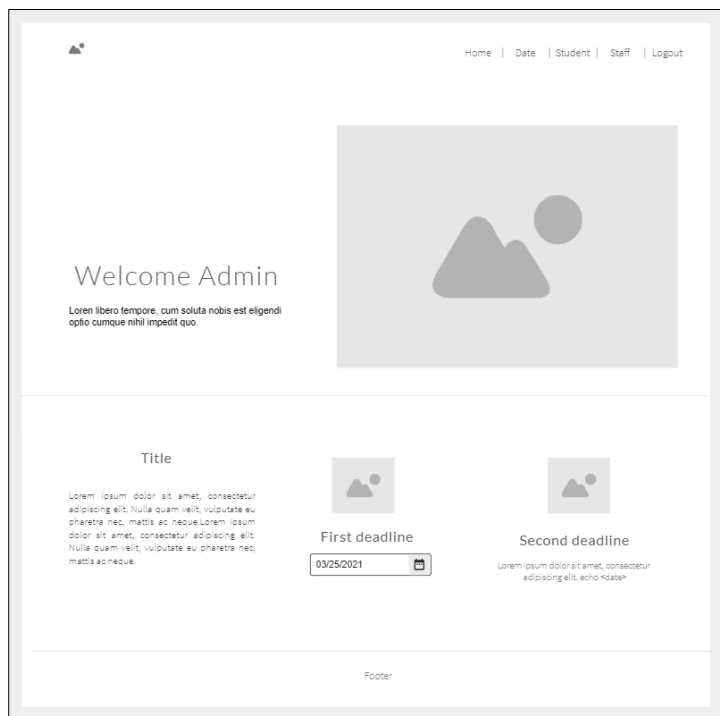 Home | Date | Student | Staff | Logout
Welcome Admin
Loren libero tempore, cum soluta nobis est eligendi
optio cumque nihil impedit quo.
Title
Lorem ipsum dolor sit amet, consectetur
adipiscing elit. Nulla quam velit, vulputate eu
pharetra nec, mattis ac neque.Lorem ipsum
dolor sit amet, consectetur adipiscing elit.
Nulla quam velit, vulputate eu pharetra nec,
mattis ac neque.
First deadline
03/25/2021
Second deadline
Lorem ipsum dolor sit amet, consectetur
adipiscing elit. echo <date>
Footer